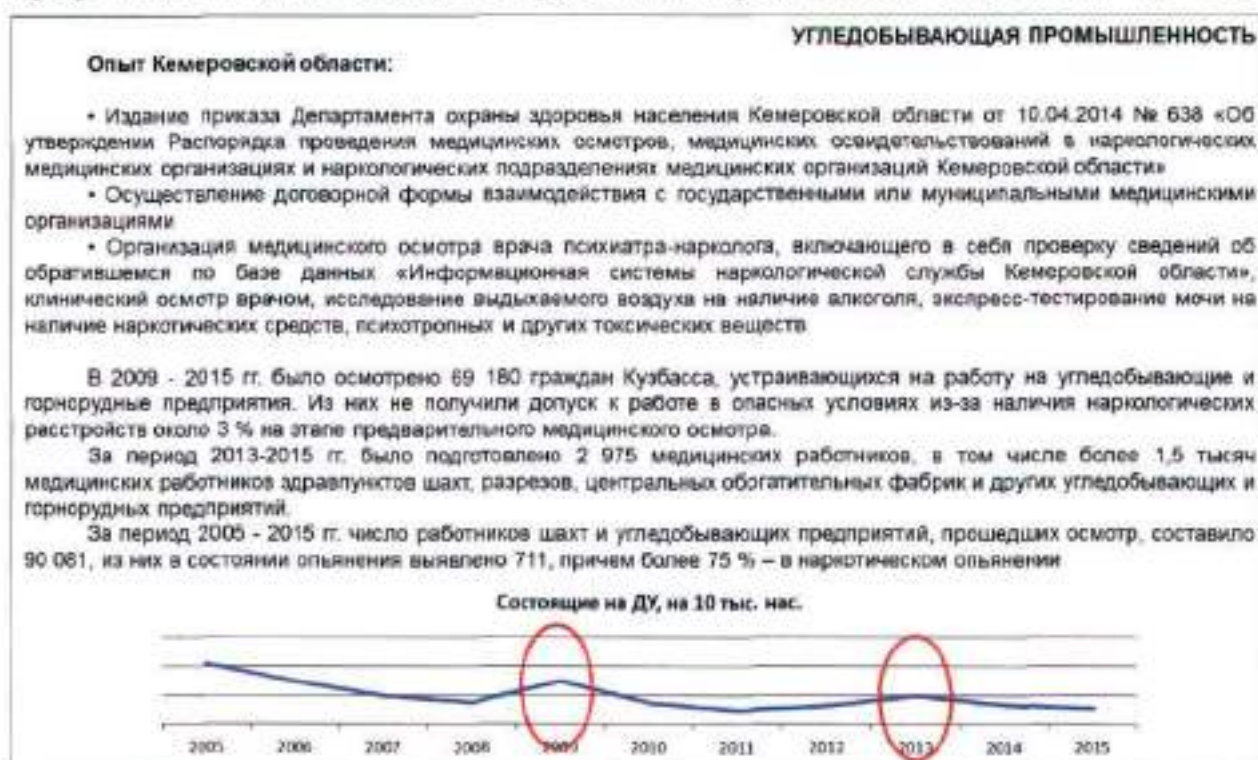 УГЛЕДОБЫВАЮЩАЯ ПРОМЫШЛЕННОСТЬ
Опыт Кемеровской области:
• Издание приказа Департамента охраны здоровья населения Кемеровской области от 10.04.2014 № 638 «Об
утверждении Распорядка проведения медицинских осмотров, медицинских освидетельствований в наркологических
медицинских организациях и наркологических подразделениях медицинских организаций Кемеровской области»
• Осуществление договорной формы взаимодействия с государственными или муниципальными медицинскими
организациями
• Организация медицинского осмотра врача психиатра-нарколога, включающего в себя проверку сведений об
обратившемся по базе данных «Информационная системы наркологической службы Кемеровской области»,
клинический осмотр врачом, исследование выдыхаемого воздуха на наличие алкоголя, экспресс-тестирование мочи на
наличие наркотических средств, психотропных и других токсических веществ
В 2009 - 2015 гг. было осмотрено 69 180 граждан Кузбасса, устраивающихся на работу на угледобывающие и
горнорудные предприятия. Из них не получили допуск к работе в опасных условиях из-за наличия наркологических
расстройств около 3 % на этапе предварительного медицинского осмотра.
За период 2013-2015 гг. было подготовлено 2 975 медицинских работников, в том числе более 1,5 тысяч
медицинских работников здравпунктов шахт, разрезов, центральных обогатительных фабрик и других угледобывающих и
горнорудных предприятий.
За период 2005 - 2015 гг. число работников шахт и угледобывающих предприятий, прошедших осмотр, составило
90 081, из них в состоянии опьянения выявлено 711, причем более 75 % – в наркотическом опьянении
Состоящие на ДУ, на 10 тыс. нас.
2005 2006 2007 2008 2009 2010 2011 2012 2013 2014 2015